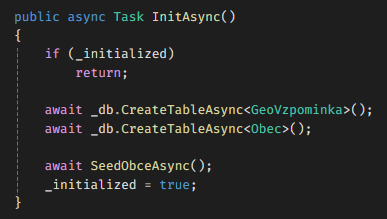 public async Task InitAsync()
{
    if (_initialized)
        return;

    await _db.CreateTableAsync<GeoVzpominka>();
    await _db.CreateTableAsync<Obec>();

    await SeedObceAsync();
    _initialized = true;
}